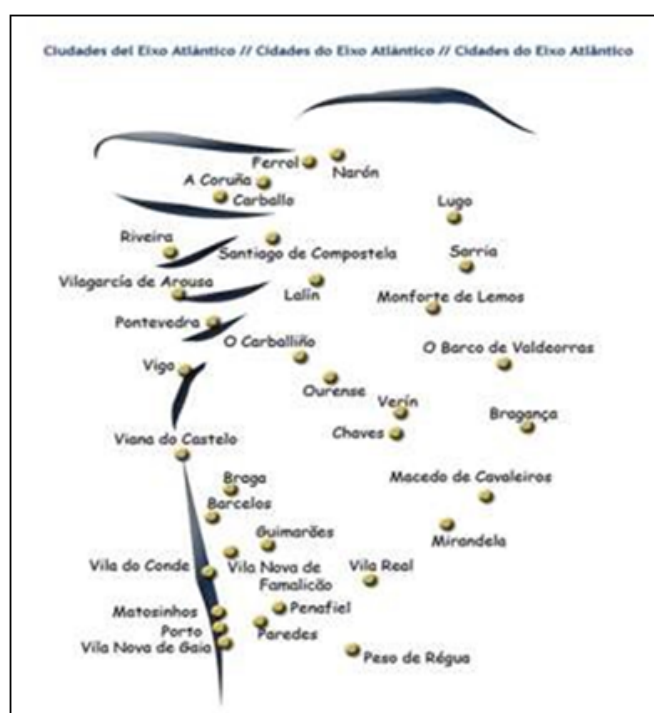 Ciudades del Eixo Atlántico // Cidades do Eixo Atlántico // Cidades do Eixo Atlântico
Ferrol
Narón
A Coruña
Carballo
Lugo
Riveira
Santiago de Compostela
Sarria
Vilagarcía de Arousa
Lalín
Monforte de Lemos
Pontevedra
O Carballiño
O Barco de Valdeorras
Vigo
Ourense
Verín
Chaves
Bragança
Viana do Castelo
Braga
Macedo de Cavaleiros
Barcelos
Guimarães
Mirandela
Vila do Conde
Vila Nova de
Famalicão
Vila Real
Matosinhos
Penafiel
Porto
Paredes
Vila Nova de Gaia
Peso de Régua